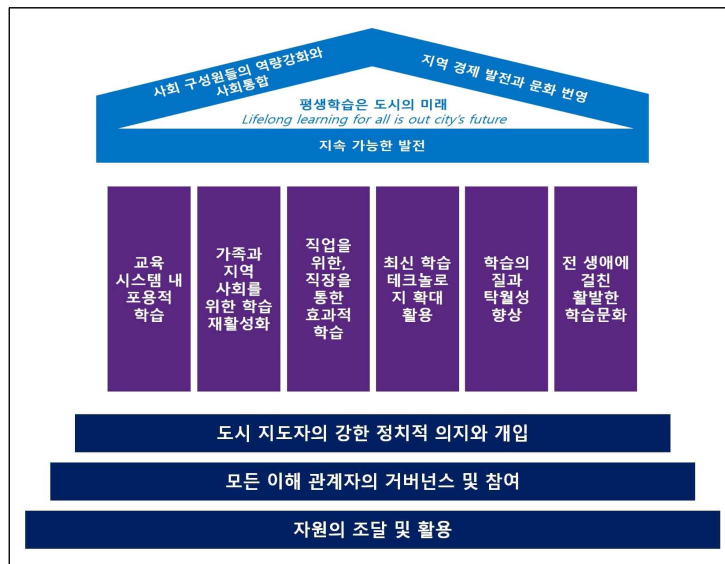 사회 구성원들의 역량강화와
사회통합
지역 경제 발전과 문화 번영
평생학습은 도시의 미래
Lifelong learning for all is out city's future
지속 가능한 발전
교육
시스템 내
포용적
학습
가족과
지역
사회를
위한 학습
재활성화
직업을
위한,
직장을
통한
효과적
학습
최신 학습
테크놀로
지 확대
활용
학습의
질과
탁월성
향상
전 생애에
걸친
활발한
학습문화
도시 지도자의 강한 정치적 의지와 개입
모든 이해 관계자의 거버넌스 및 참여
자원의 조달 및 활용